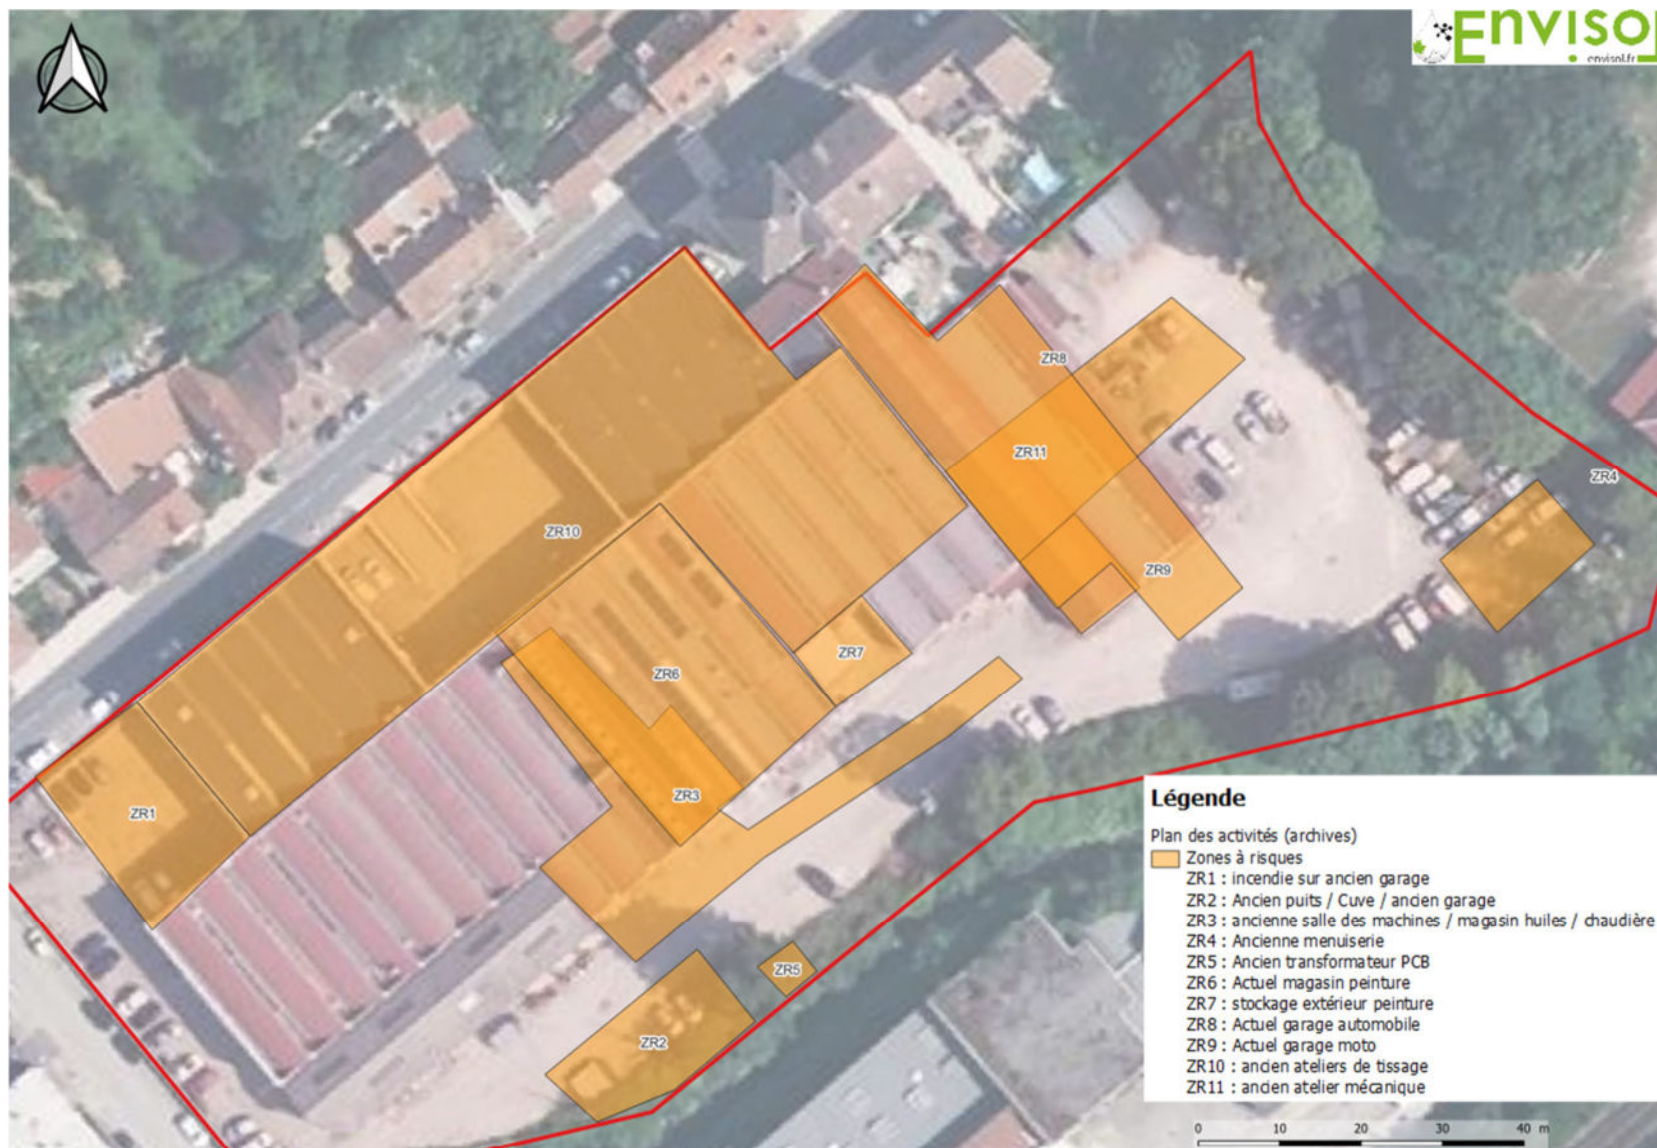 Envisol
envisol.fr
ZR8
ZR11
ZR4
ZR10
ZR9
ZR7
ZR6
ZR3
ZR1
ZR5
ZR2
Légende
Plan des activités (archives)
Zones à risques
ZR1 : incendie sur ancien garage
ZR2 : Ancien puits / Cuve / ancien garage
ZR3 : ancienne salle des machines / magasin huiles / chaudière
ZR4 : Ancienne menuiserie
ZR5 : Ancien transformateur PCB
ZR6 : Actuel magasin peinture
ZR7 : stockage extérieur peinture
ZR8 : Actuel garage automobile
ZR9 : Actuel garage moto
ZR10 : ancien ateliers de tissage
ZR11 : ancien atelier mécanique
0 10 20 30 40 m